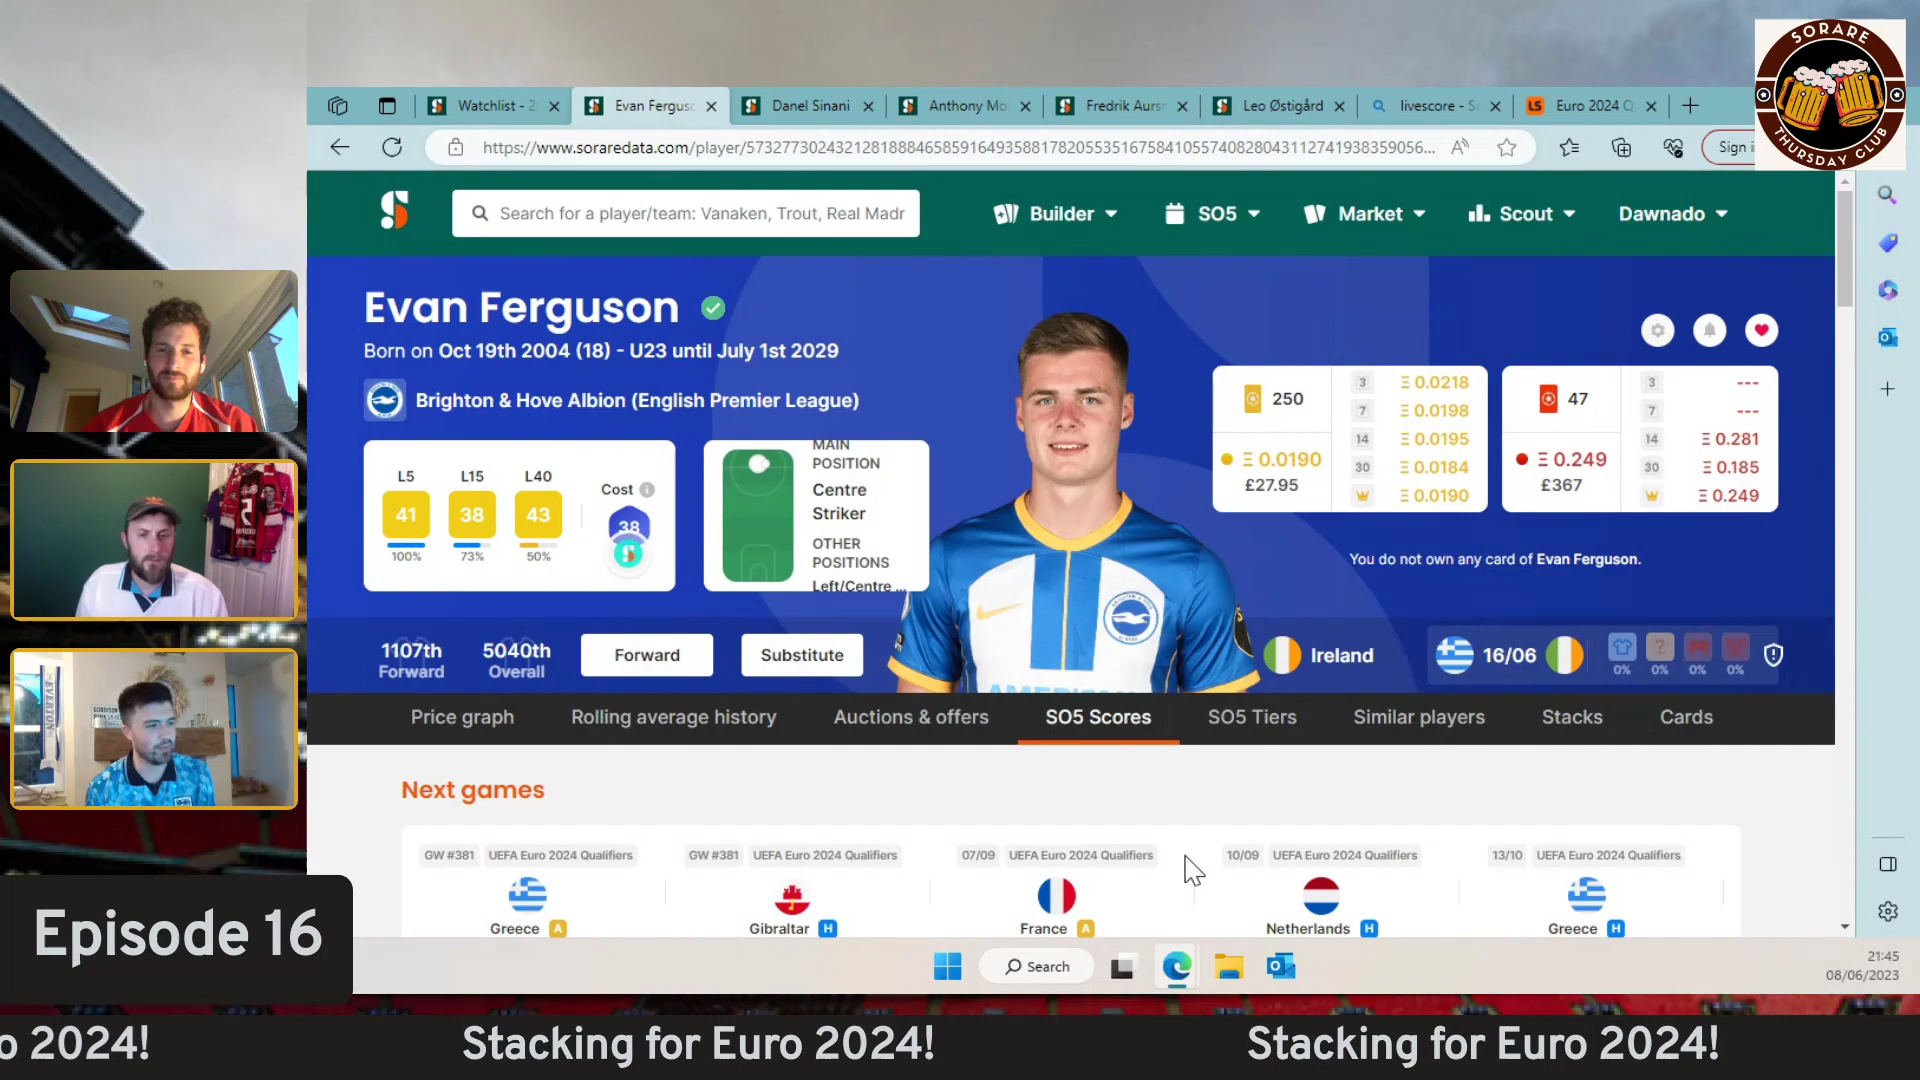 SORARE
THURSDAY CLUB
Watchlist - 2
Evan Ferguso
Danel Sinani
Anthony Mo
Fredrik Aursn
Leo Østigård
livescore - S
Euro 2024 Q
https://www.soraredata.com/player/57327730243212818884658591649358817820553516758410557408280431127419383590​56...
Sign i
Search for a player/team: Vanaken, Trout, Real Madr
Builder
SO5
Market
Scout
Dawnado
Evan Ferguson
Born on Oct 19th 2004 (18) - U23 until July 1st 2029
Brighton & Hove Albion (English Premier League)
L5 L15 L40
41 38 43
100% 73% 50%
Cost
38
MAIN
POSITION
Centre
Striker
OTHER
POSITIONS
Left/Centre ...
250
Ξ 0.0190
£27.95
3 Ξ 0.0218
7 Ξ 0.0198
14 Ξ 0.0195
30 Ξ 0.0184
Ξ 0.0190
47
Ξ 0.249
£367
3 ---
7 ---
14 Ξ 0.281
30 Ξ 0.185
Ξ 0.249
You do not own any card of Evan Ferguson.
1107th
Forward
5040th
Overall
Forward
Substitute
Ireland
16/06
0% 0% 0% 0%
Price graph
Rolling average history
Auctions & offers
SO5 Scores
SO5 Tiers
Similar players
Stacks
Cards
Next games
GW #381 UEFA Euro 2024 Qualifiers
Greece A
GW #381 UEFA Euro 2024 Qualifiers
Gibraltar H
07/09 UEFA Euro 2024 Qualifiers
France A
10/09 UEFA Euro 2024 Qualifiers
Netherlands H
13/10 UEFA Euro 2024 Qualifiers
Greece H
Search
21:45
08/06/2023
EVERTON
Episode 16
o 2024!
Stacking for Euro 2024!
Stacking for Euro 2024!